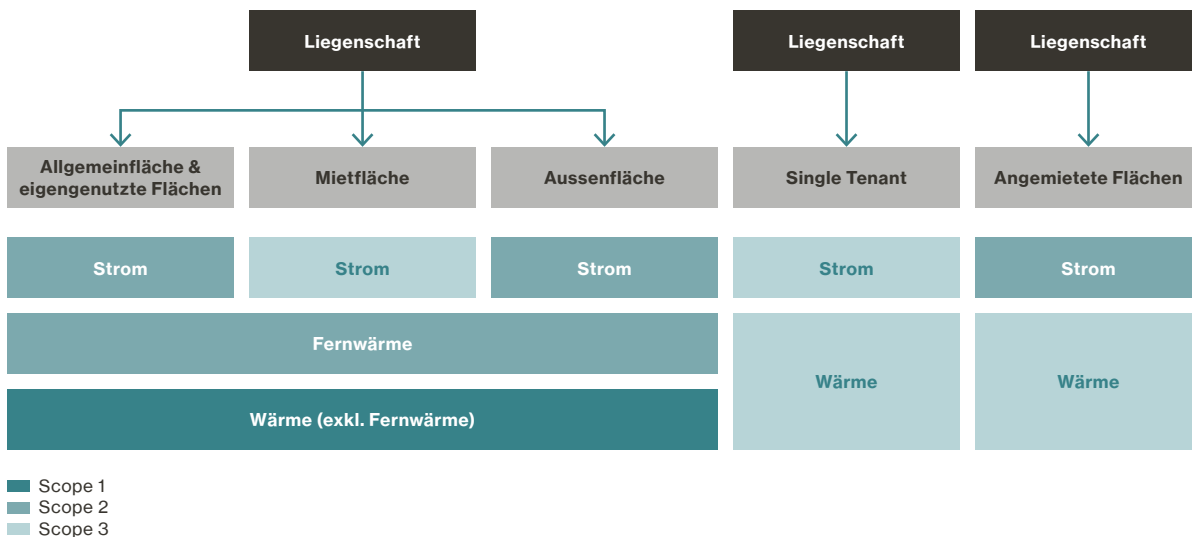 Liegenschaft
Liegenschaft
Liegenschaft
Allgemeinfläche &
eigengenutzte Flächen
Mietfläche
Aussenfläche
Single Tenant
Angemietete Flächen
Strom
Strom
Strom
Strom
Strom
Fernwärme
Wärme
Wärme
Wärme (exkl. Fernwärme)
Scope 1
Scope 2
Scope 3